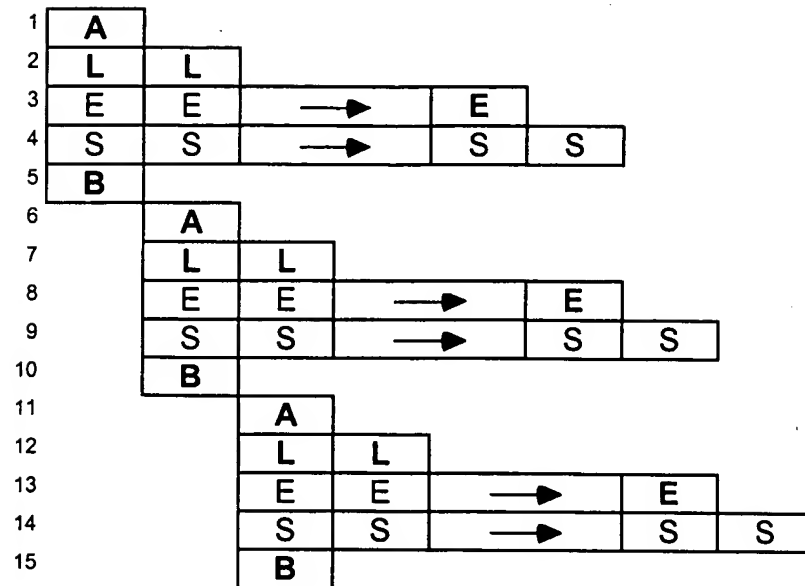 1 A
2 L L
3 E E → E
4 S S → S S
5 B
6 A
7 L L
8 E E → E
9 S S → S S
10 B
11 A
12 L L
13 E E → E
14 S S → S S
15 B